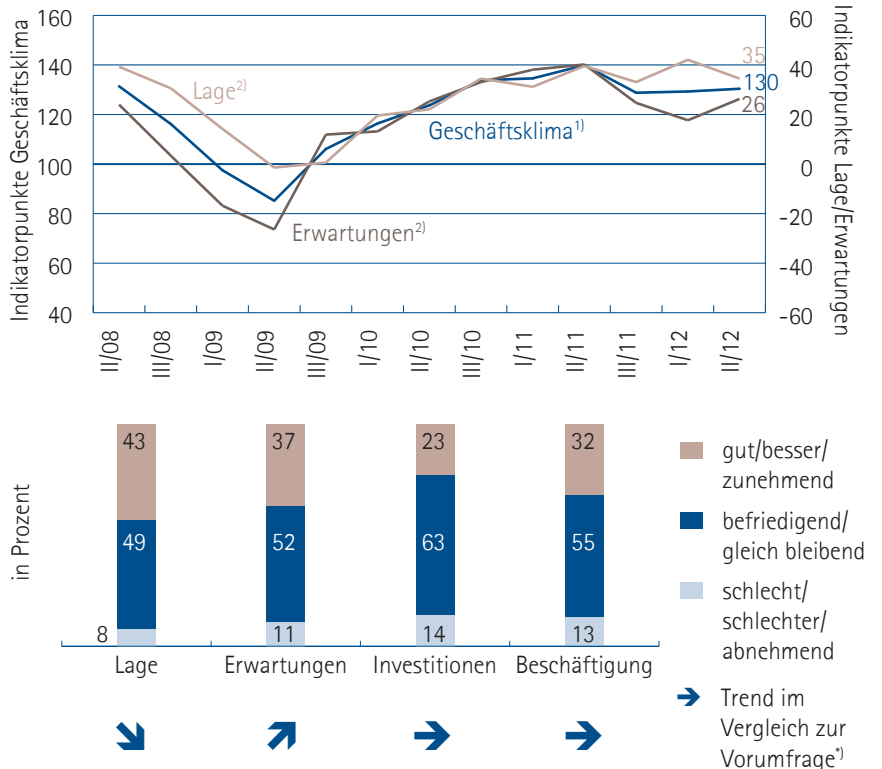 Indikatorpunkte Geschäftsklima
Indikatorpunkte Lage/Erwartungen
160
140
120
100
80
60
40
60
40
20
0
-20
-40
-60
Lage2)
Geschäftsklima1)
Erwartungen2)
35
130
26
II/08
III/08
I/09
II/09
III/09
I/10
II/10
III/10
I/11
II/11
III/11
I/12
II/12
in Prozent
43
37
23
32
49
52
63
55
8
11
14
13
Lage
Erwartungen
Investitionen
Beschäftigung
gut/besser/
zunehmend
befriedigend/
gleich bleibend
schlecht/
schlechter/
abnehmend
Trend im
Vergleich zur
Vorumfrage*)